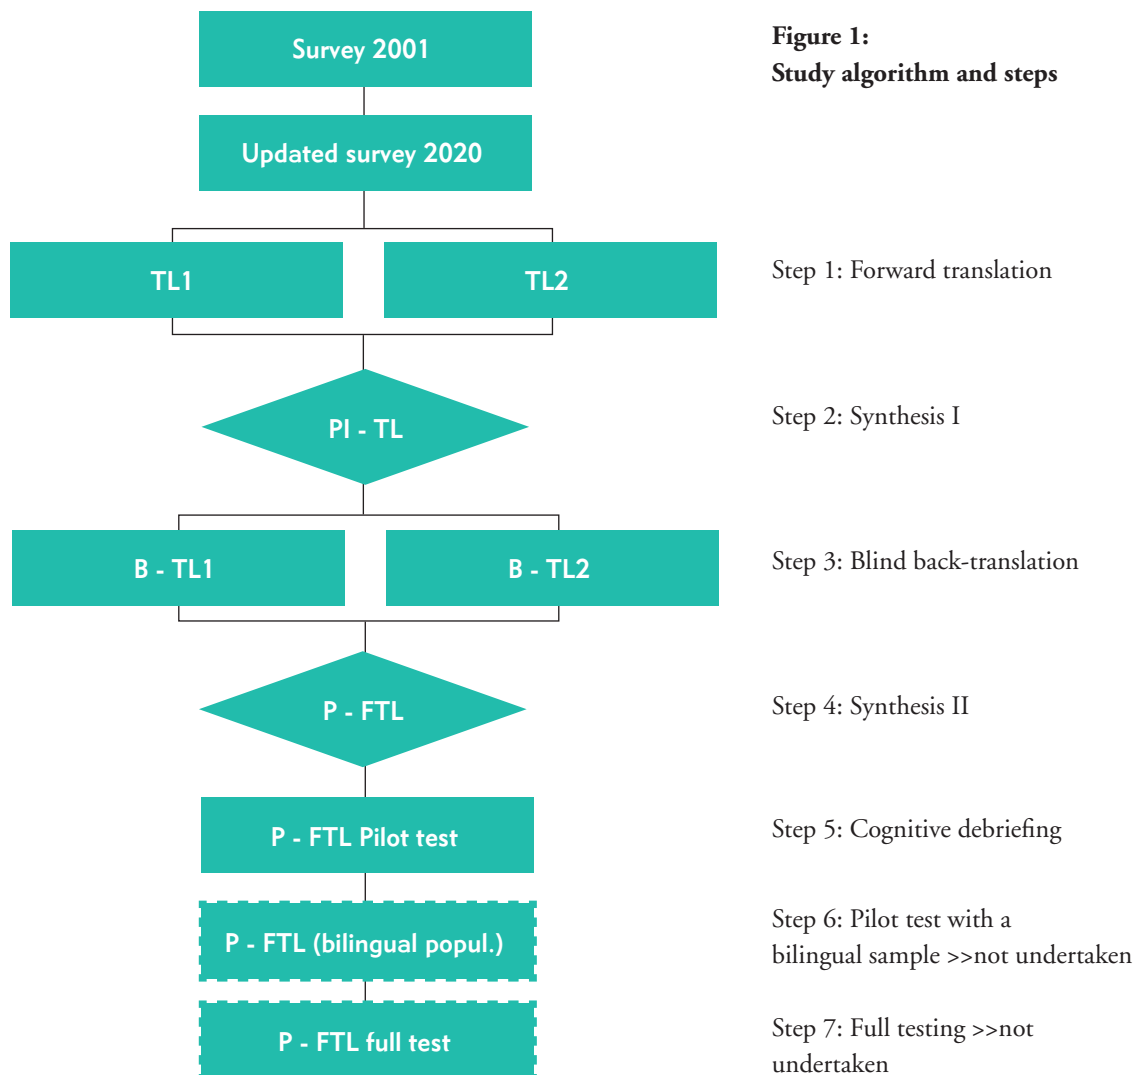 Figure 1:
Study algorithm and steps
Survey 2001
Updated survey 2020
TL1
TL2
Step 1: Forward translation
PI - TL
Step 2: Synthesis I
B - TL1
B - TL2
Step 3: Blind back-translation
P - FTL
Step 4: Synthesis II
P - FTL Pilot test
Step 5: Cognitive debriefing
P - FTL (bilingual popul.)
Step 6: Pilot test with a
bilingual sample >>not undertaken
P - FTL full test
Step 7: Full testing >>not
undertaken